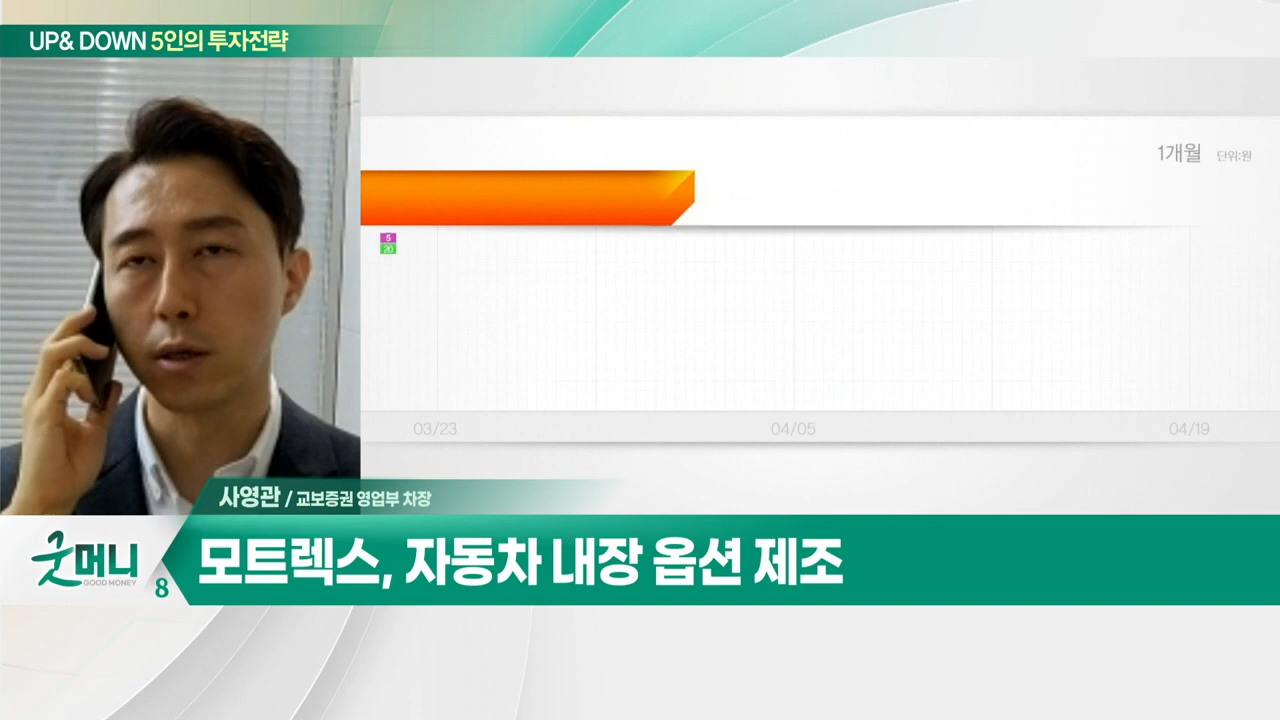 UP& DOWN 5인의 투자전략
1개월 단위:원
5
20
03/23 04/05 04/19
사영관 / 교보증권 영업부 차장
굿머니
GOOD MONEY
8
모트렉스, 자동차 내장 옵션 제조